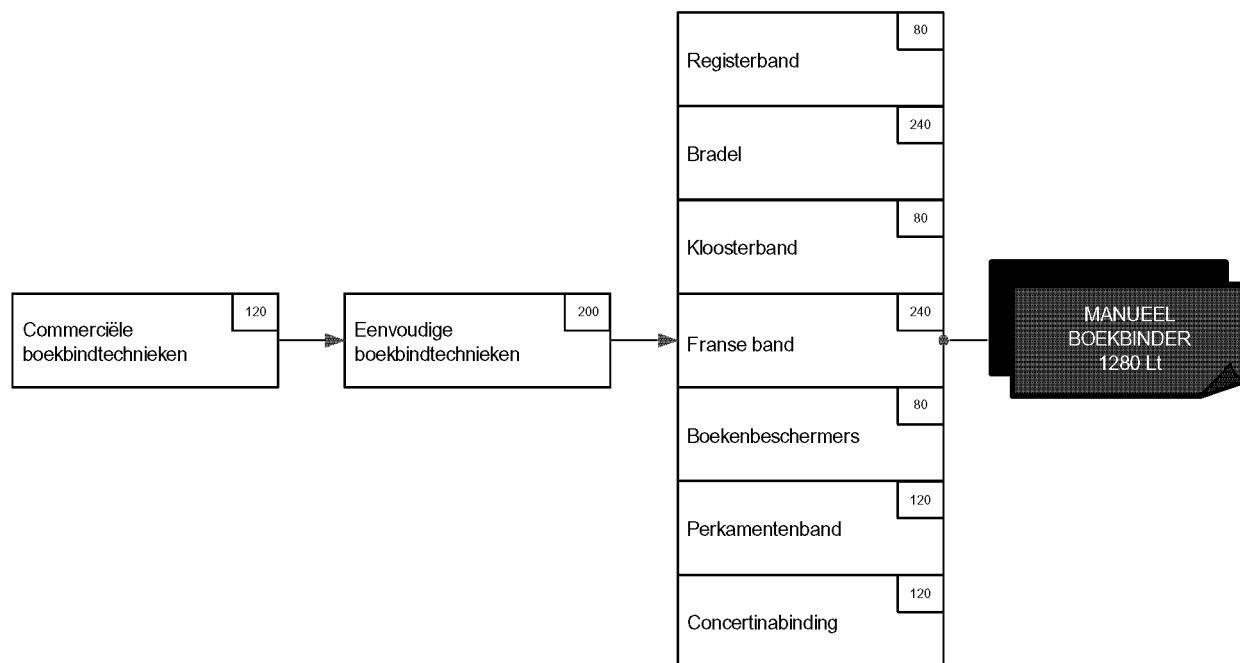 120
Commerciële
boekbindtechnieken
200
Eenvoudige
boekbindtechnieken
80
Registerband
240
Bradel
80
Kloosterband
240
Franse band
80
Boekenbeschermers
120
Perkamentenband
120
Concertinabinding
MANUEEL
BOEKBINDER
1280 Lt